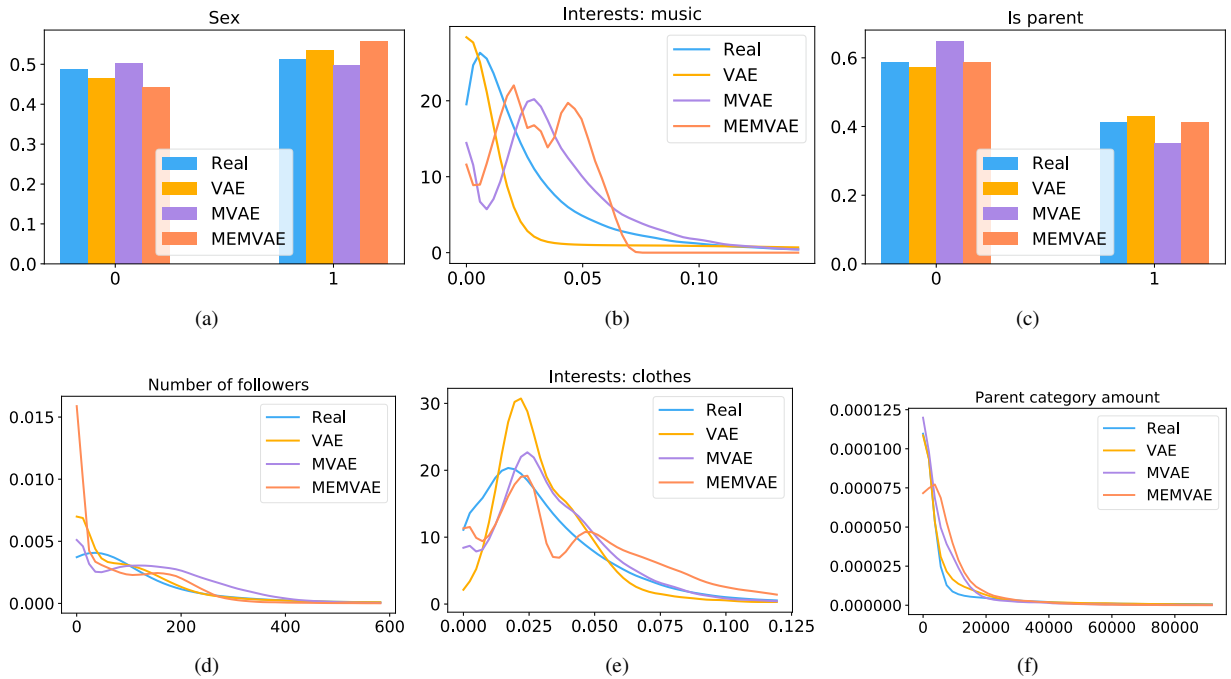 Sex
0.5
0.4
0.3
0.2
0.1
0.0
0
1
Real
VAE
MVAE
MEMVAE
(a)
Interests: music
20
10
0
0.00
0.05
0.10
Real
VAE
MVAE
MEMVAE
(b)
Is parent
0.6
0.4
0.2
0.0
0
1
Real
VAE
MVAE
MEMVAE
(c)
Number of followers
0.015
0.010
0.005
0.000
0
200
400
600
Real
VAE
MVAE
MEMVAE
(d)
Interests: clothes
30
20
10
0
0.000
0.025
0.050
0.075
0.100
0.125
Real
VAE
MVAE
MEMVAE
(e)
Parent category amount
0.000125
0.000100
0.000075
0.000050
0.000025
0.000000
0
20000
40000
60000
80000
Real
VAE
MVAE
MEMVAE
(f)